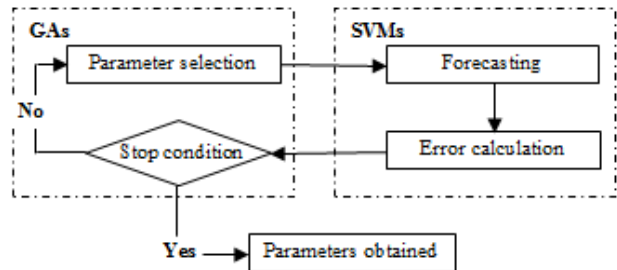 GAs
SVMs
Parameter selection
Forecasting
No
Stop condition
Error calculation
Yes
Parameters obtained